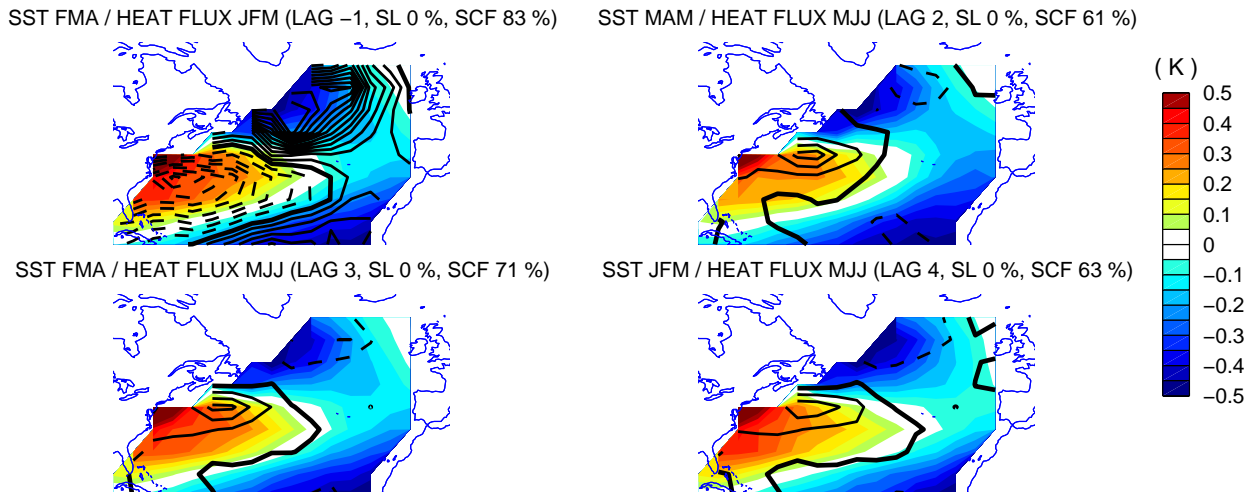 SST FMA / HEAT FLUX JFM (LAG −1, SL 0 %, SCF 83 %)
SST MAM / HEAT FLUX MJJ (LAG 2, SL 0 %, SCF 61 %)
SST FMA / HEAT FLUX MJJ (LAG 3, SL 0 %, SCF 71 %)
SST JFM / HEAT FLUX MJJ (LAG 4, SL 0 %, SCF 63 %)
( K )
0.5
0.4
0.3
0.2
0.1
0
−0.1
−0.2
−0.3
−0.4
−0.5